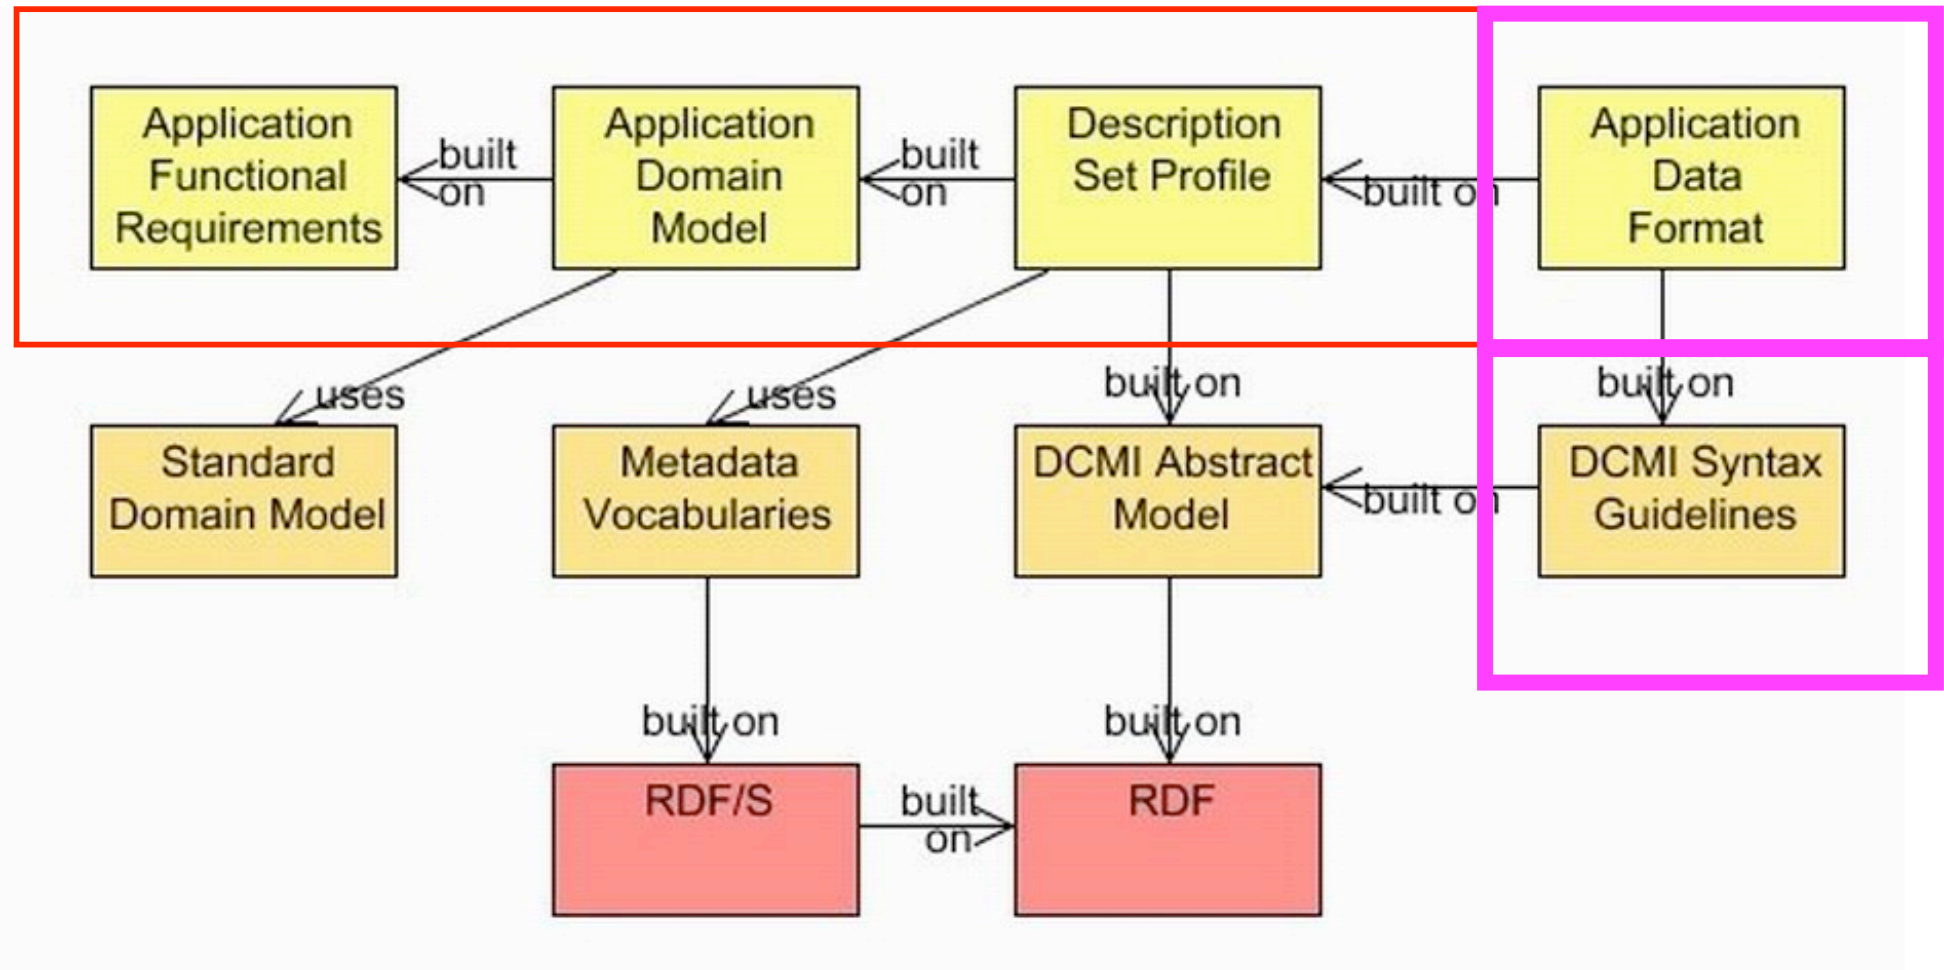 Application
Functional
Requirements
built
on
Application
Domain
Model
built
on
Description
Set Profile
built on
Application
Data
Format
uses
uses
built on
built on
Standard
Domain Model
Metadata
Vocabularies
DCMI Abstract
Model
built on
DCMI Syntax
Guidelines
built on
built on
RDF/S
built
on
RDF